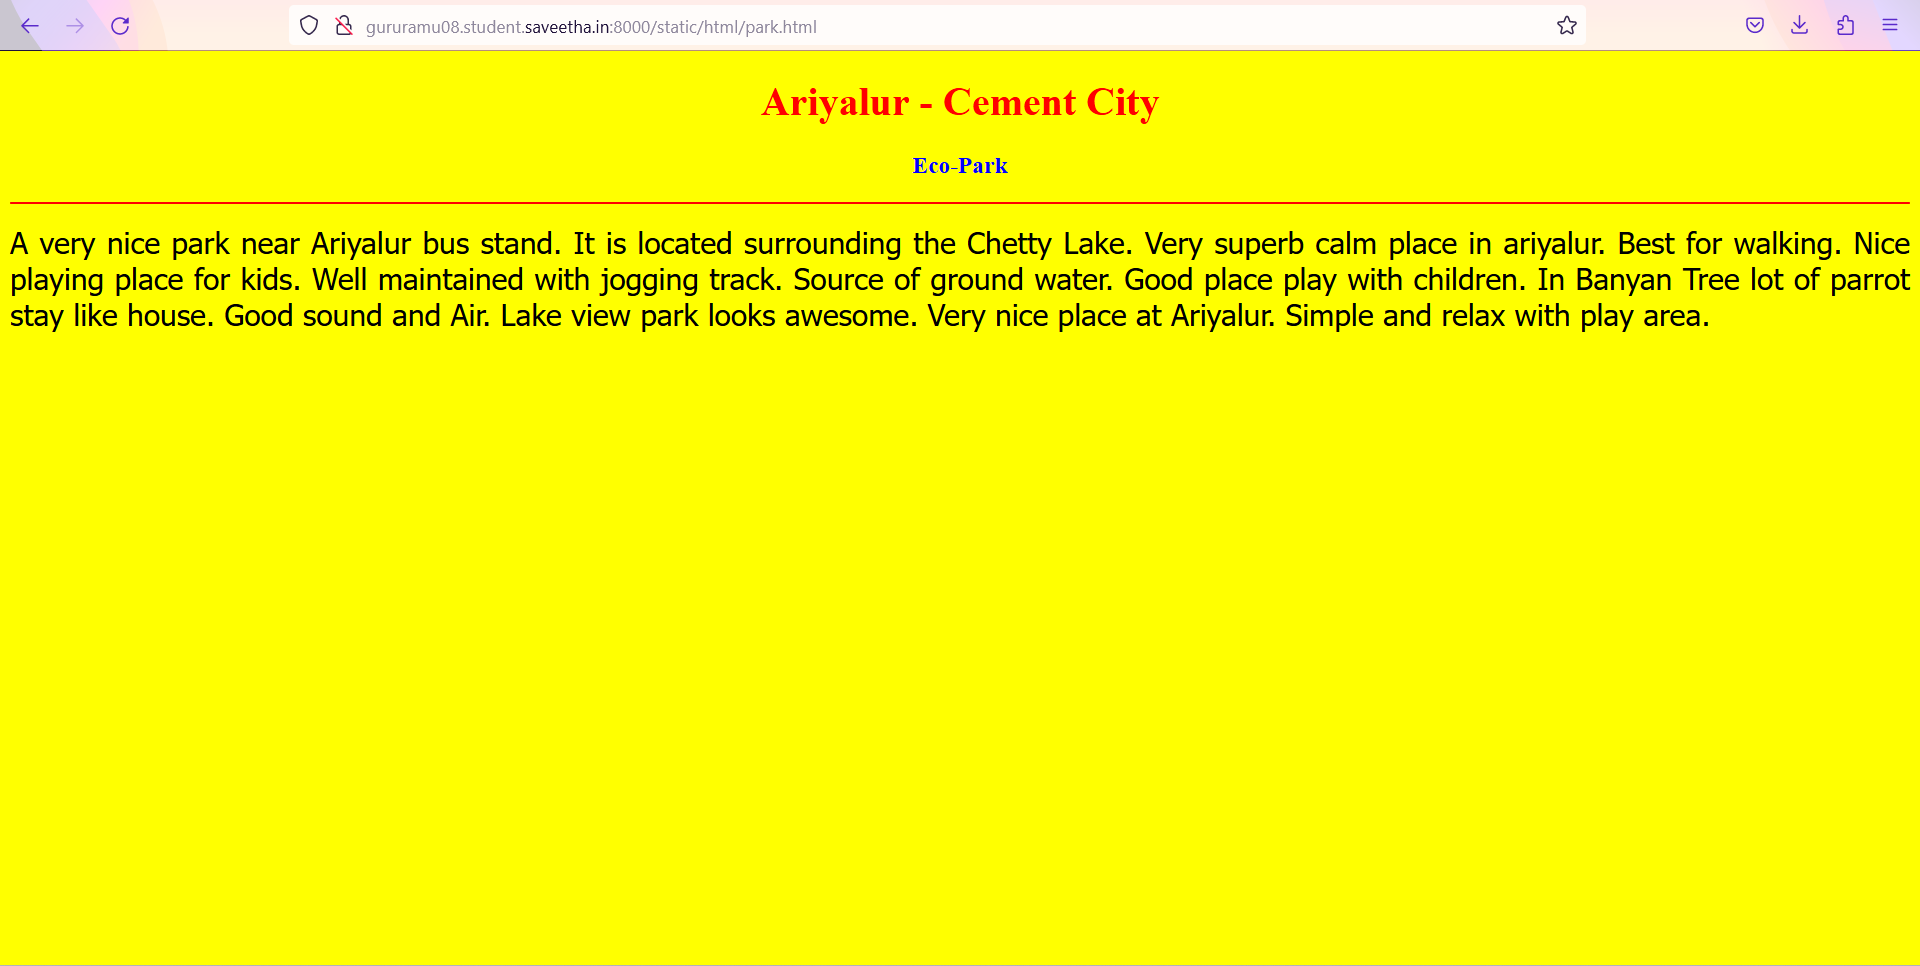 gururamu08.student.saveetha.in:8000/static/html/park.html
Ariyalur - Cement City
Eco-Park
A very nice park near Ariyalur bus stand. It is located surrounding the Chetty Lake. Very superb calm place in ariyalur. Best for walking. Nice
playing place for kids. Well maintained with jogging track. Source of ground water. Good place play with children. In Banyan Tree lot of parrot
stay like house. Good sound and Air. Lake view park looks awesome. Very nice place at Ariyalur. Simple and relax with play area.